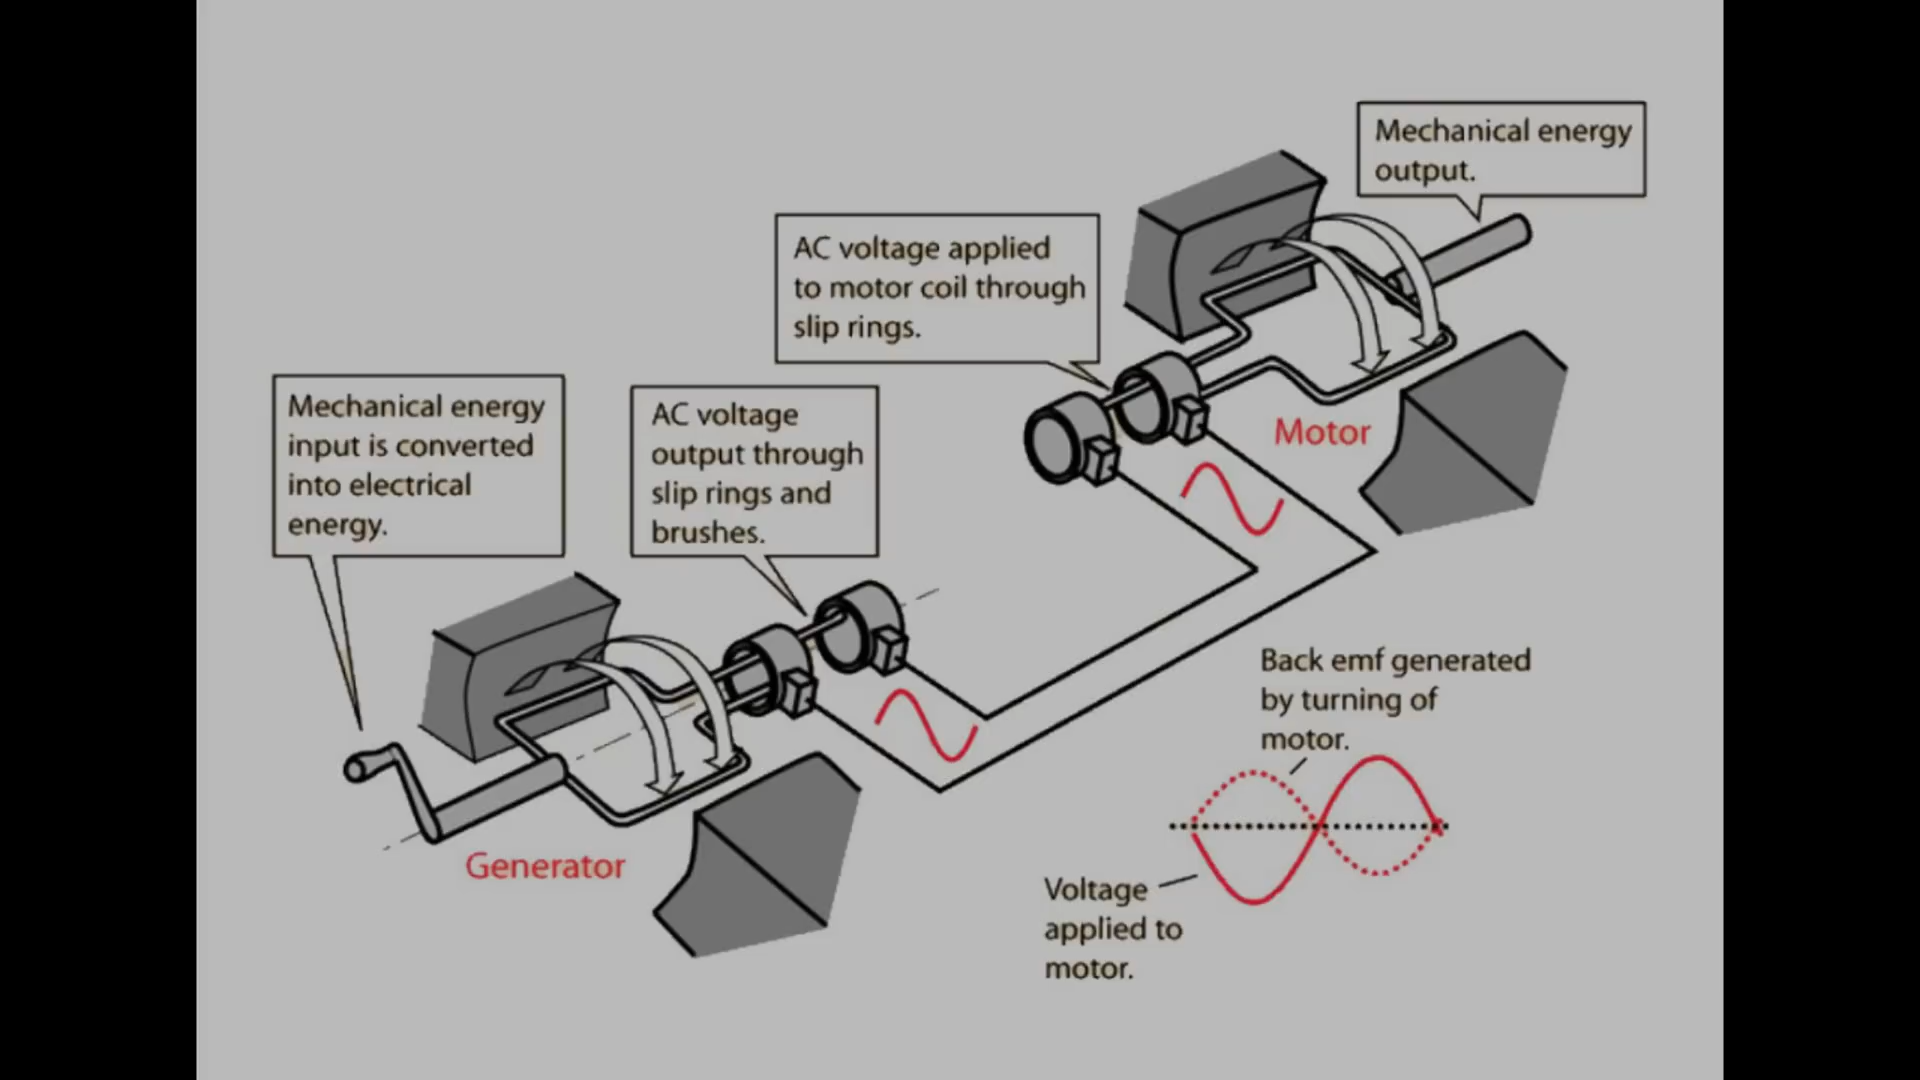 Mechanical energy
output.
AC voltage applied
to motor coil through
slip rings.
Mechanical energy
input is converted
into electrical
energy.
AC voltage
output through
slip rings and
brushes.
Motor
Generator
Back emf generated
by turning of
motor.
Voltage
applied to
motor.